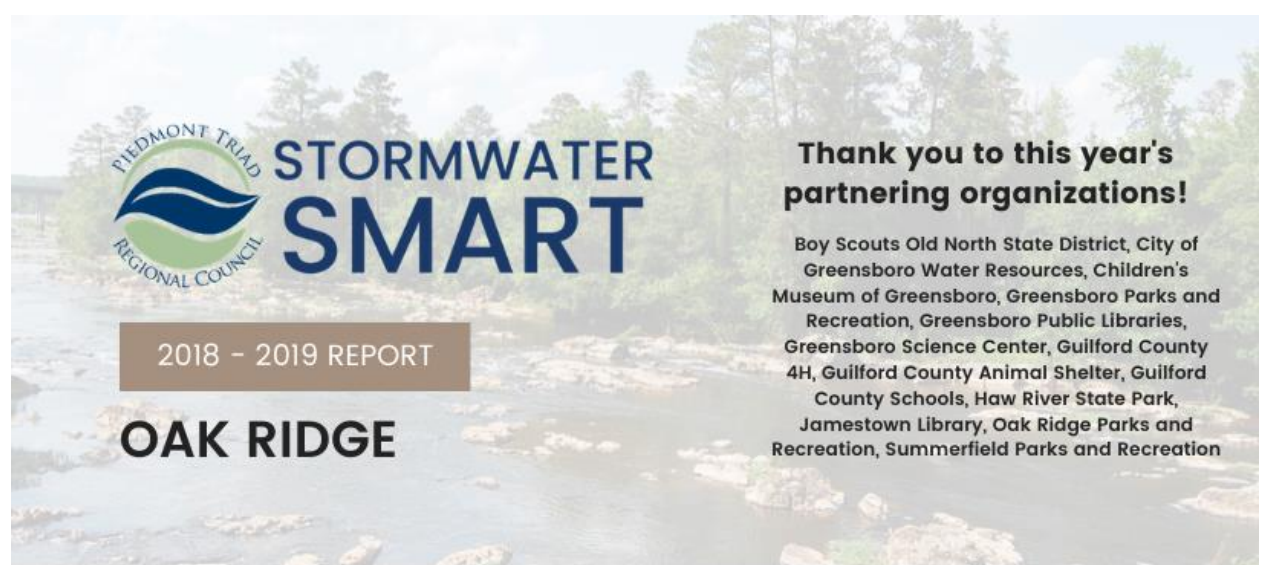 PIEDMONT TRIAD
REGIONAL COUNCIL
STORMWATER
SMART
2018 - 2019 REPORT
OAK RIDGE
Thank you to this year's
partnering organizations!
Boy Scouts Old North State District, City of
Greensboro Water Resources, Children's
Museum of Greensboro, Greensboro Parks and
Recreation, Greensboro Public Libraries,
Greensboro Science Center, Guilford County
4H, Guilford County Animal Shelter, Guilford
County Schools, Haw River State Park,
Jamestown Library, Oak Ridge Parks and
Recreation, Summerfield Parks and Recreation